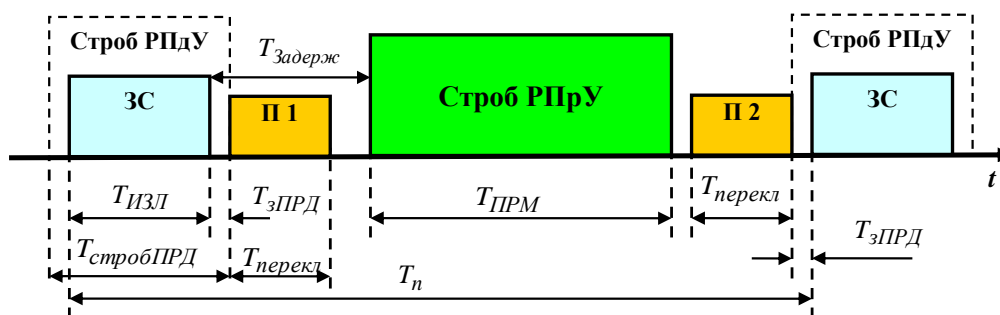 Строб РПдУ
T_Задерж
Строб РПдУ
ЗС
П 1
Строб РПрУ
П 2
ЗС
t
T_ИЗЛ
T_зПРД
T_ПРМ
T_перекл
T_стробПРД
T_перекл
T_зПРД
T_п